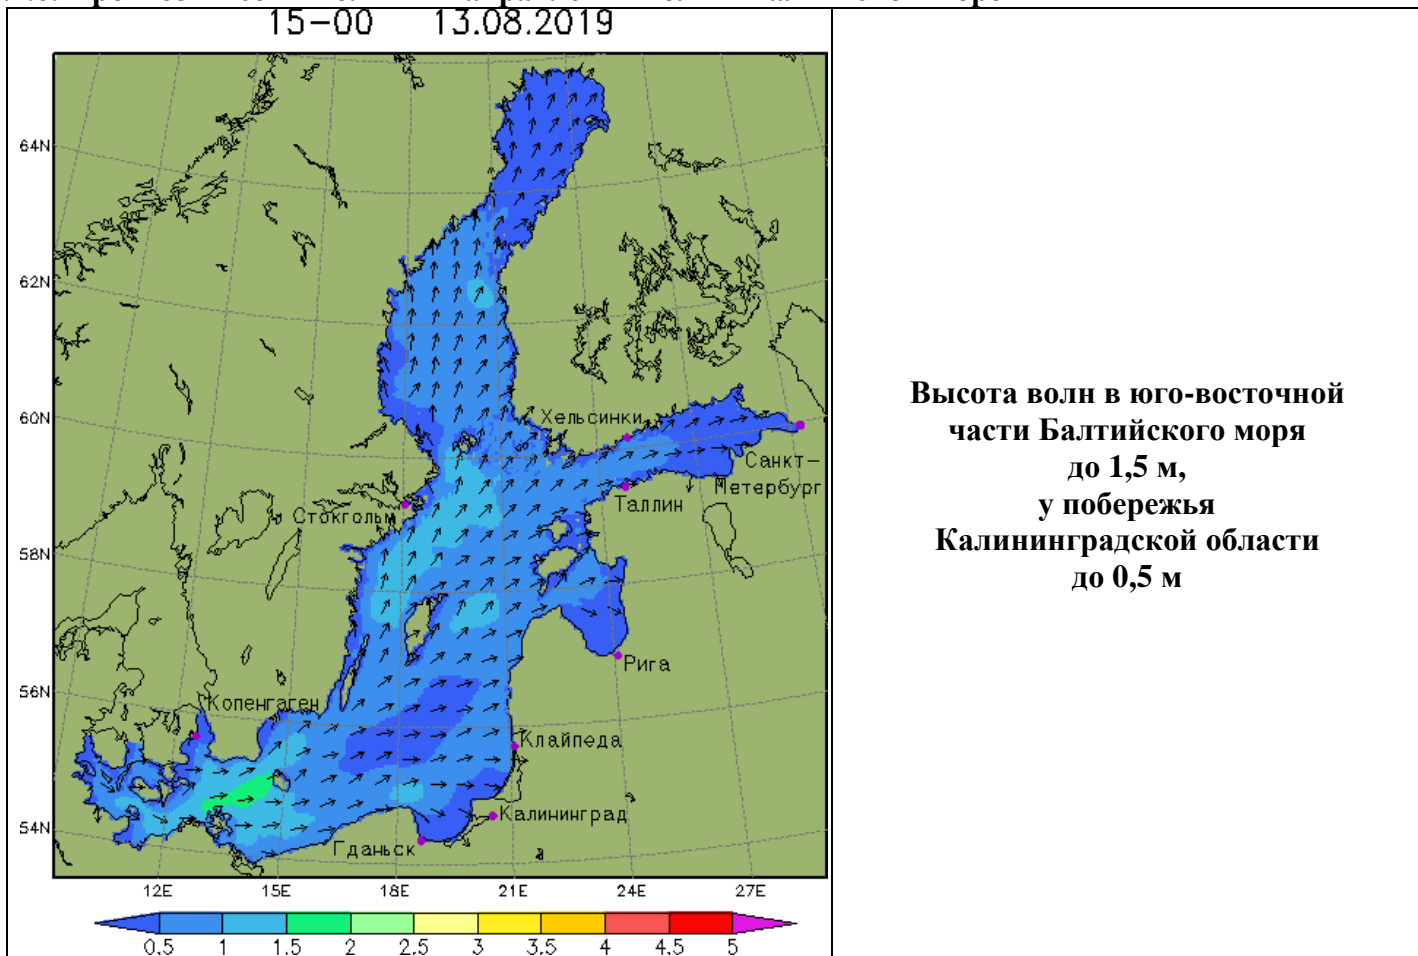 15-00 13.08.2019
64N
62N
60N
58N
56N
54N
Хельсинки
Санкт-
Петербург
Таллин
Стокгольм
Рига
Копенгаген
Клайпеда
Калининград
Гданьск
12E 15E 18E 21E 24E 27E
0.5 1 1.5 2 2.5 3 3.5 4 4.5 5
Высота волн в юго-восточной
части Балтийского моря
до 1,5 м,
у побережья
Калининградской области
до 0,5 м